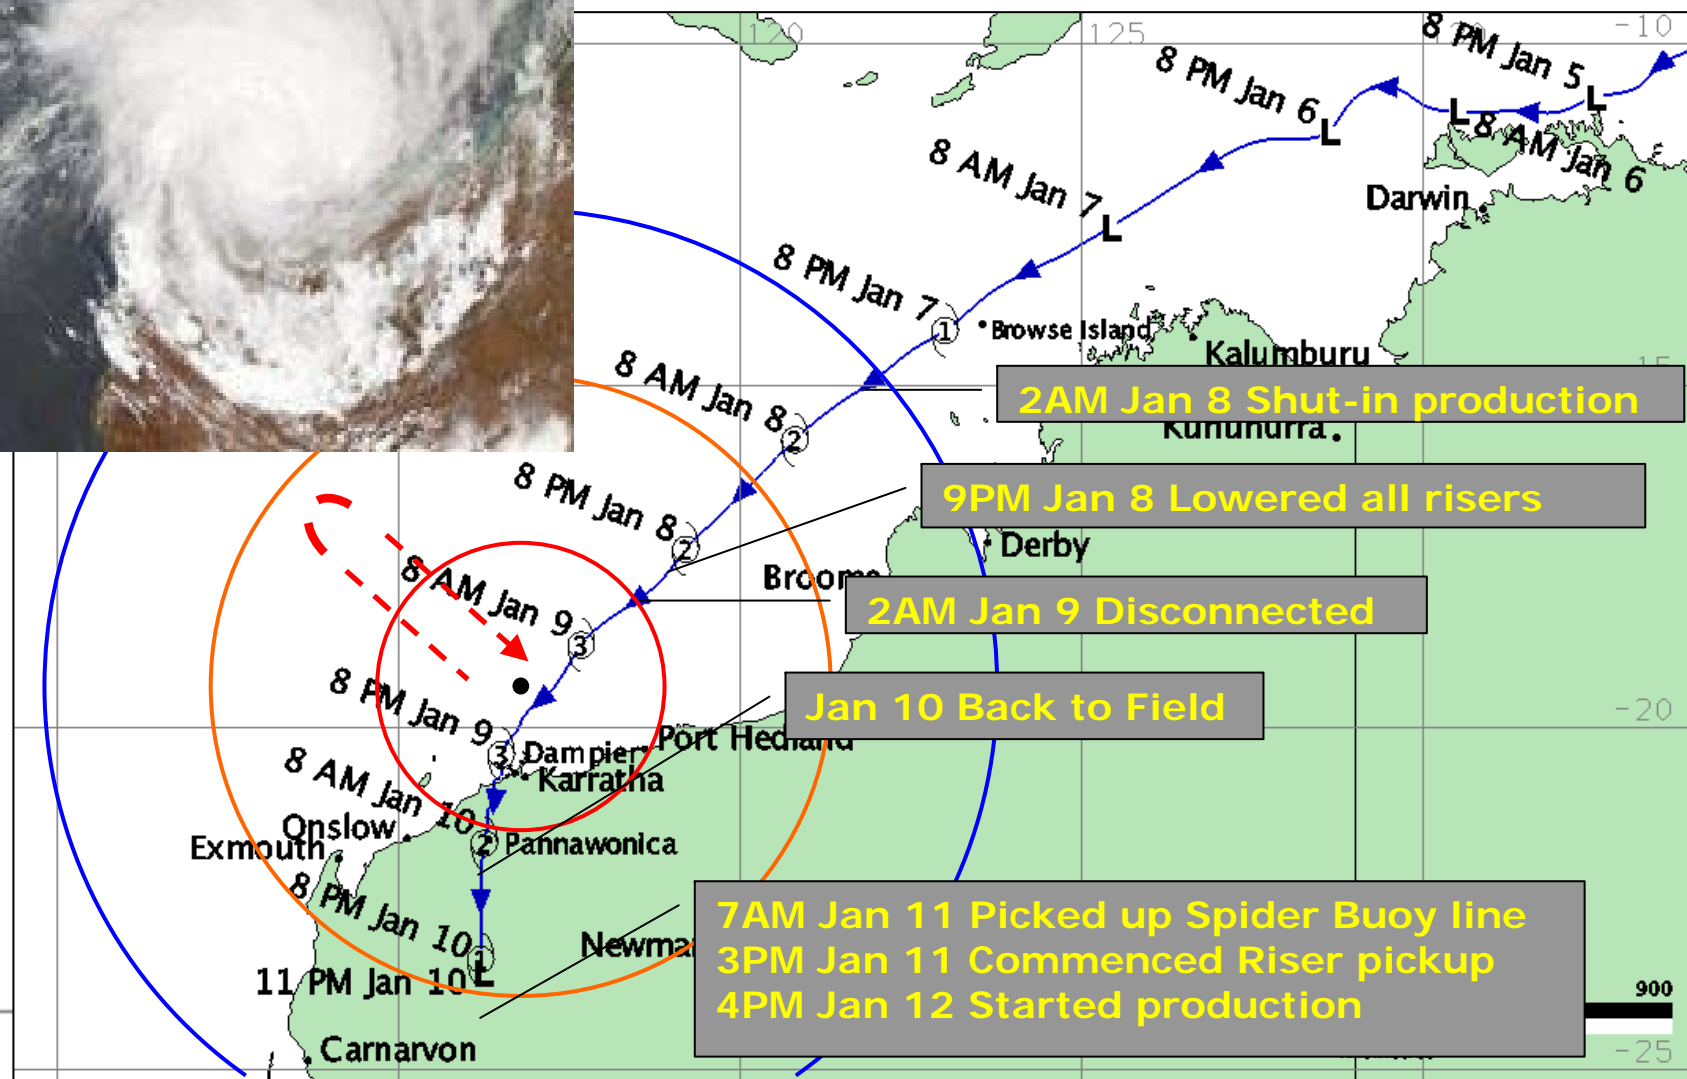 120
125
-10
8 PM Jan 5
L
8 PM Jan 6
L
L
8 AM Jan 6
8 AM Jan 7
L
Darwin
8 PM Jan 7
1
Browse Island
Kalumburu
8 AM Jan 8
2
2AM Jan 8 Shut-in production
Kununurra
8 PM Jan 8
2
9PM Jan 8 Lowered all risers
Derby
8 AM Jan 9
3
Broome
2AM Jan 9 Disconnected
8 PM Jan 9
3
Jan 10 Back to Field
-20
Dampier
Port Hedland
Karratha
8 AM Jan 10
2
Onslow
Exmouth
Pannawonica
8 PM Jan 10
1
Newma
11 PM Jan 10
L
7AM Jan 11 Picked up Spider Buoy line
3PM Jan 11 Commenced Riser pickup
4PM Jan 12 Started production
900
Carnarvon
-25